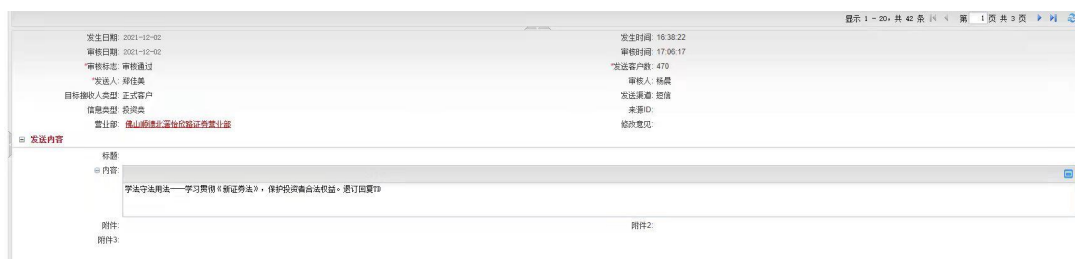 显示 1 - 20, 共 42 条 第 1 页 共 3 页
发生日期: 2021-12-02 发生时间: 16:38:22
审核日期: 2021-12-02 审核时间: 17:06:17
*审核标志: 审核通过 *发送客户数: 470
*发送人: 郑佳美 审核人: 杨晨
目标接收人类型: 正式客户 发送渠道: 短信
信息类型: 投资类 来源ID:
营业部: 佛山顺德北滘怡欣路证券营业部 修改意见:
发送内容
标题:
内容:
学法守法用法——学习贯彻《新证券法》，保护投资者合法权益。退订回复TD
附件: 附件2:
附件3: